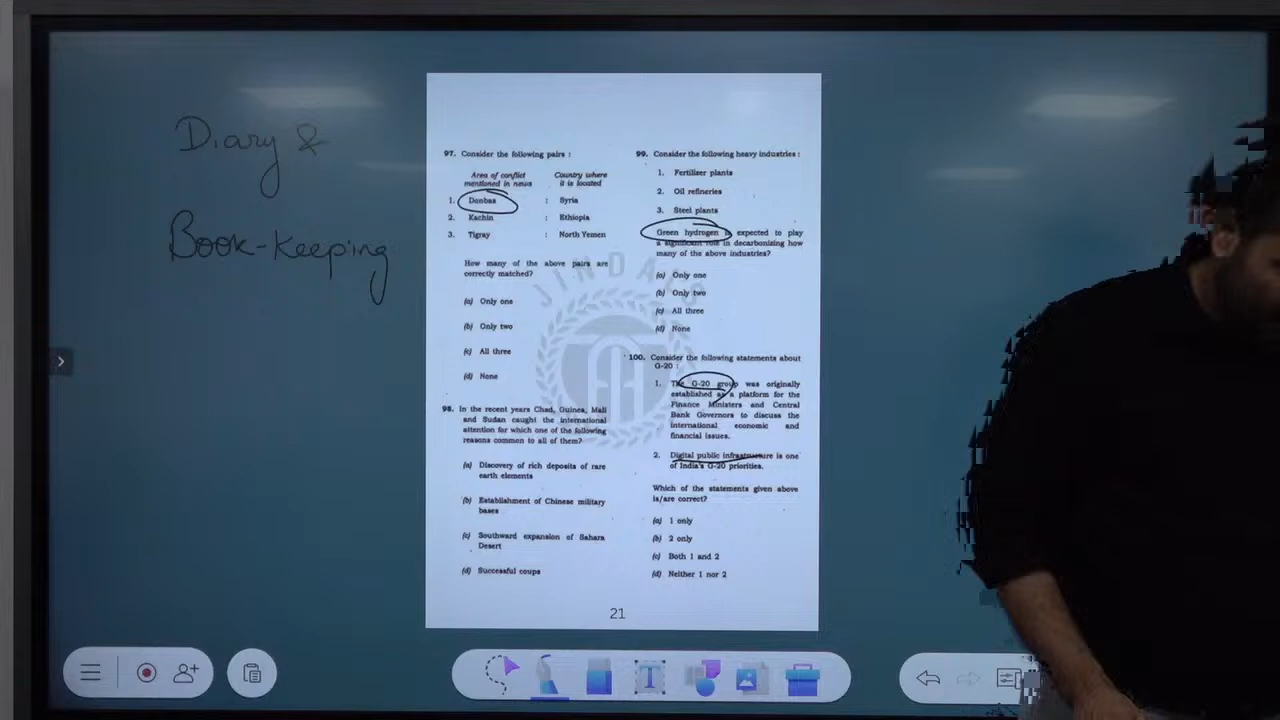 Diary &
Book-Keeping
97. Consider the following pairs :
Area of conflict mentioned in news
Country where it is located
1. Donbas : Syria
2. Kachin : Ethiopia
3. Tigray : North Yemen
How many of the above pairs are
correctly matched?
(a) Only one
(b) Only two
(c) All three
(d) None
98. In the recent years Chad, Guinea, Mali
and Sudan caught the international
attention for which one of the following
reasons common to all of them?
(a) Discovery of rich deposits of rare
earth elements
(b) Establishment of Chinese military
bases
(c) Southward expansion of Sahara
Desert
(d) Successful coups
99. Consider the following heavy industries :
1. Fertilizer plants
2. Oil refineries
3. Steel plants
Green hydrogen is expected to play
a significant role in decarbonizing how
many of the above industries?
(a) Only one
(b) Only two
(c) All three
(d) None
100. Consider the following statements about
G-20 :
1. The G-20 group was originally
established as a platform for the
Finance Ministers and Central
Bank Governors to discuss the
international economic and
financial issues.
2. Digital public infrastructure is one
of India's G-20 priorities.
Which of the statements given above
is/are correct?
(a) 1 only
(b) 2 only
(c) Both 1 and 2
(d) Neither 1 nor 2
21